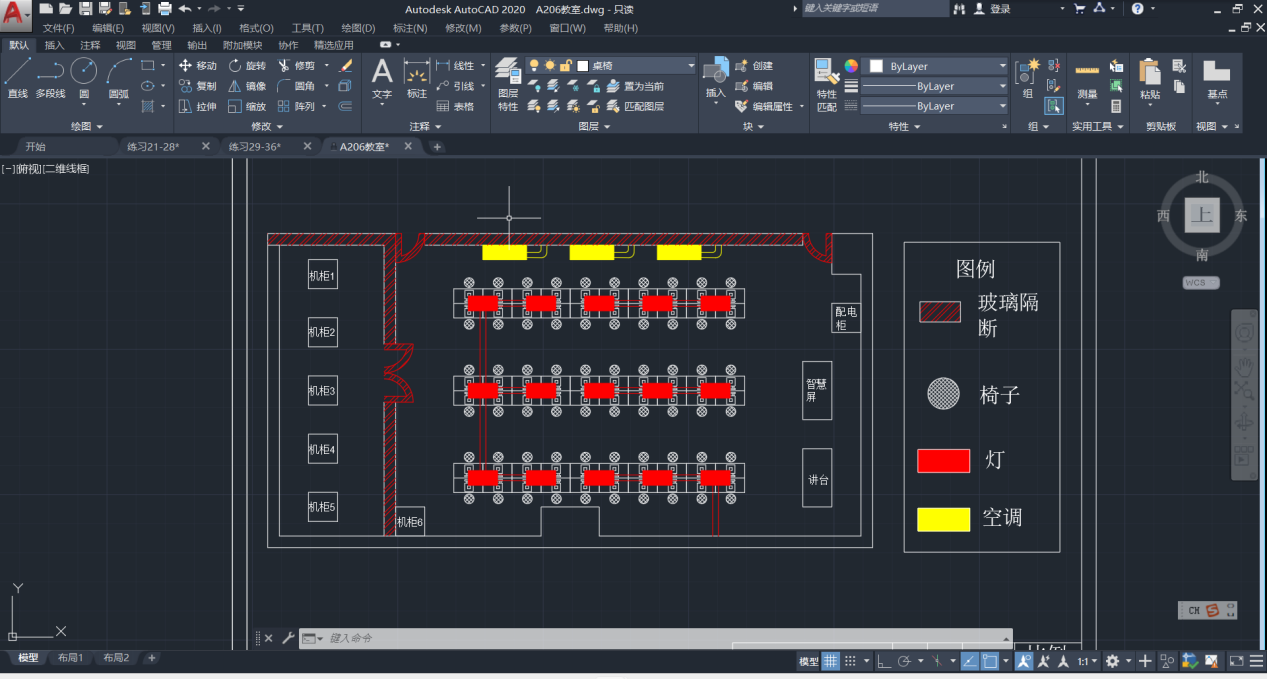 Autodesk AutoCAD 2020 A206教室.dwg - 只读
键入关键字或短语
登录
文件(F) 编辑(E) 视图(V) 插入(I) 格式(O) 工具(T) 绘图(D) 标注(N) 修改(M) 参数(P) 窗口(W) 帮助(H)
默认 插入 注释 视图 管理 输出 附加模块 协作 精选应用
直线 多段线 圆 圆弧
移动 旋转 修剪
复制 镜像 圆角
拉伸 缩放 阵列
文字 标注
线性
引线
表格
图层
特性
桌椅
置为当前
匹配图层
插入
创建
编辑
编辑属性
特性
匹配
ByLayer
ByLayer
ByLayer
组
测量
粘贴
基点
绘图 修改 注释 图层 块 特性 组 实用工具 剪贴板 视图
开始 练习21-28* 练习29-36* A206教室*
[-][俯视][二维线框]
北
西 上 东
南
WCS
机柜1
机柜2
机柜3
机柜4
机柜5
机柜6
配电
柜
智慧
屏
讲台
图例
玻璃隔
断
椅子
灯
空调
Y
X
CH
键入命令
比例
模型 布局1 布局2
模型
1:1